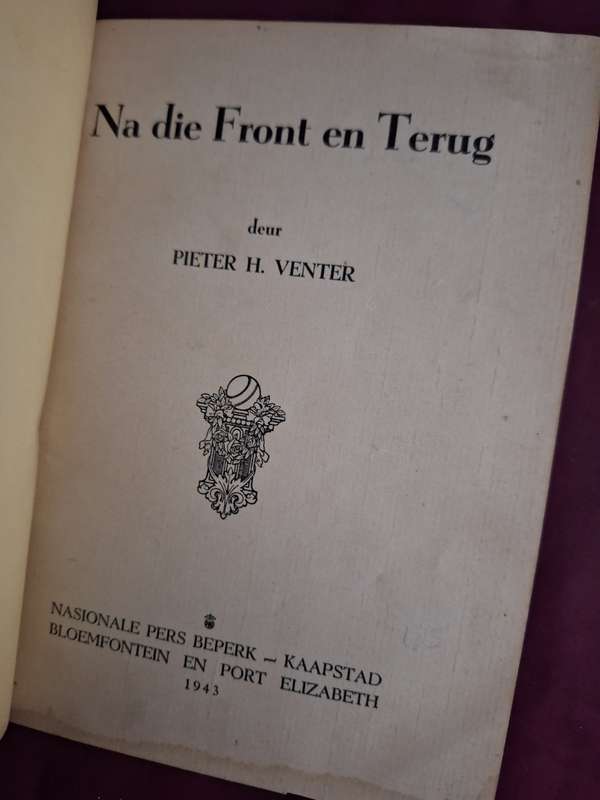 Na die Front en Terug
deur
PIETER H. VENTER
NASIONALE PERS BEPERK ~ KAAPSTAD
BLOEMFONTEIN EN PORT ELIZABETH
1943